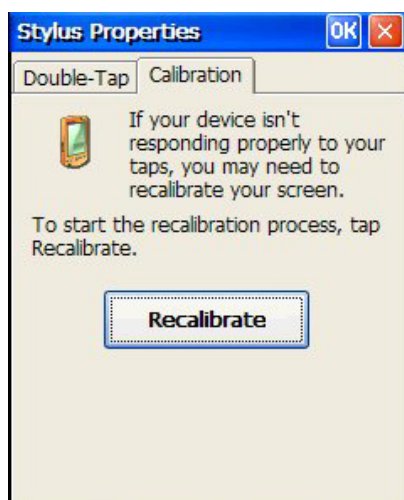 Stylus Properties OK
Double-Tap Calibration
If your device isn't
responding properly to your
taps, you may need to
recalibrate your screen.
To start the recalibration process, tap
Recalibrate.
Recalibrate